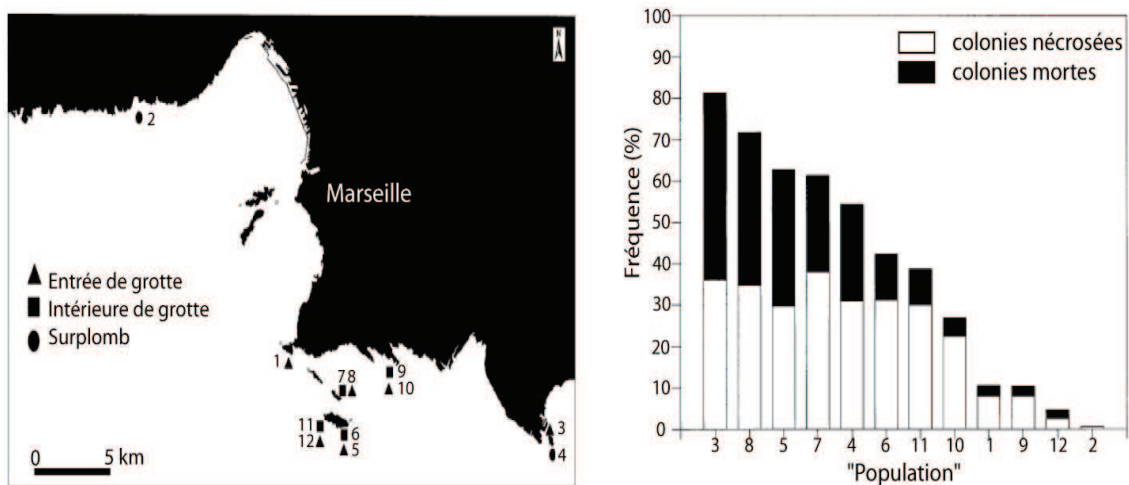 N
2
Marseille
Entrée de grotte
Intérieure de grotte
Surplomb
1
7 8
9
10
11
12
6
5
3
4
0 5 km
100
90
80
70
60
50
40
30
20
10
0
Fréquence (%)
colonies nécrosées
colonies mortes
3 8 5 7 4 6 11 10 1 9 12 2
"Population"